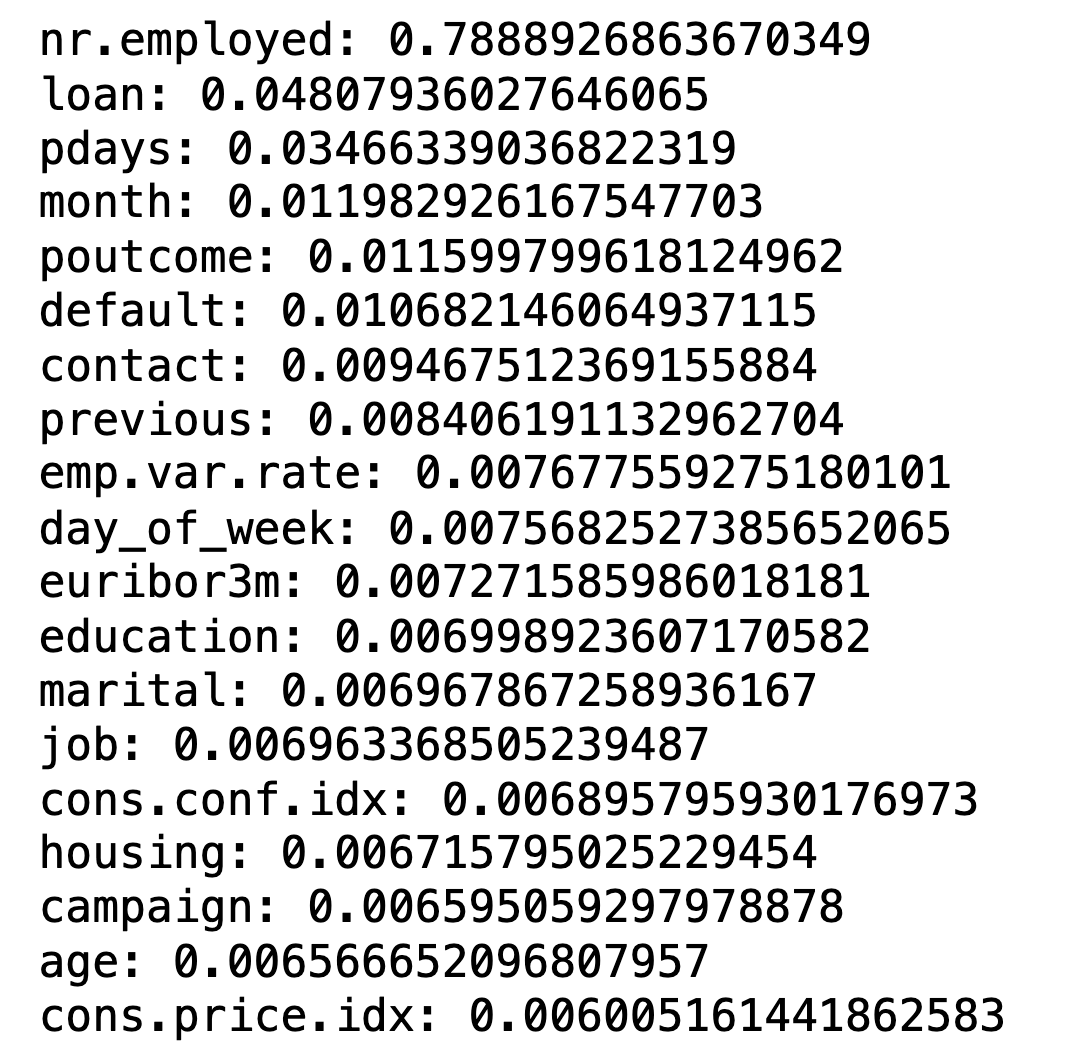 nr.employed: 0.7888926863670349
loan: 0.04807936027646065
pdays: 0.03466339036822319
month: 0.011982926167547703
poutcome: 0.011599799618124962
default: 0.010682146064937115
contact: 0.009467512369155884
previous: 0.008406191132962704
emp.var.rate: 0.007677559275180101
day_of_week: 0.0075682527385652065
euribor3m: 0.007271585986018181
education: 0.006998923607170582
marital: 0.006967867258936167
job: 0.006963368505239487
cons.conf.idx: 0.006895795930176973
housing: 0.006715795025229454
campaign: 0.006595059297978878
age: 0.006566652096807957
cons.price.idx: 0.006005161441862583